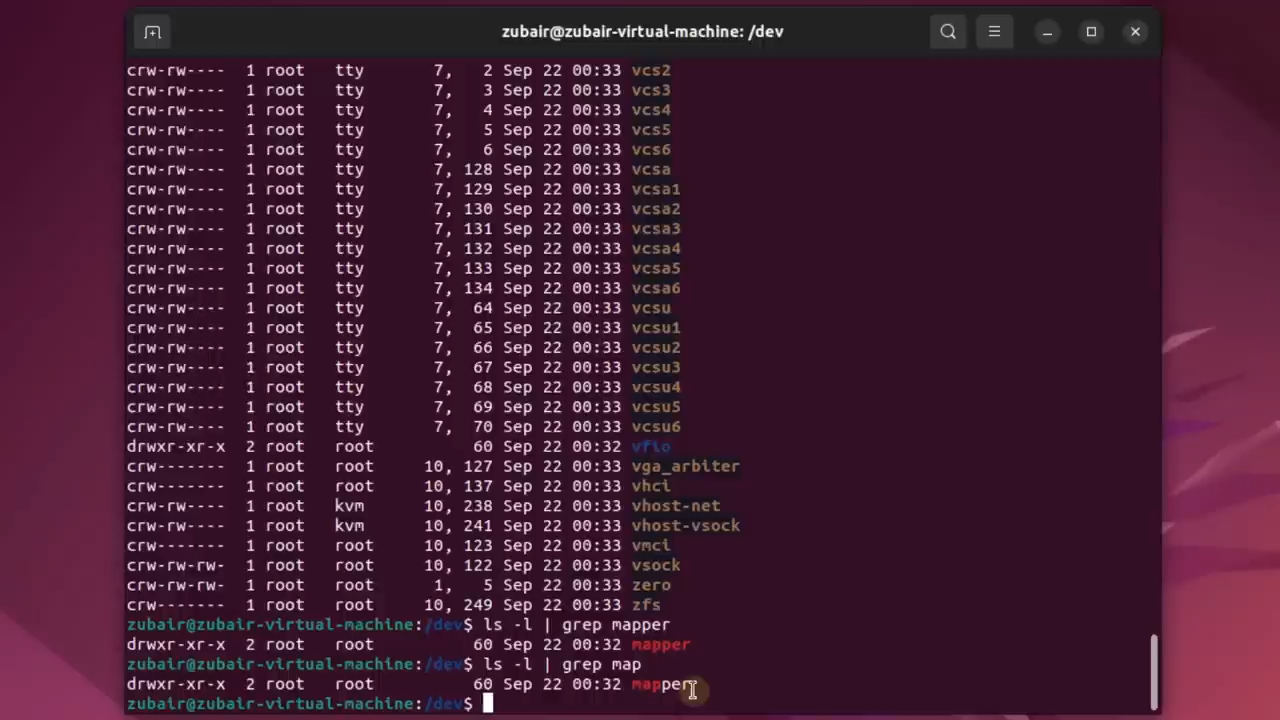 zubair@zubair-virtual-machine: /dev
crw-rw---- 1 root tty 7, 2 Sep 22 00:33 vcs2
crw-rw---- 1 root tty 7, 3 Sep 22 00:33 vcs3
crw-rw---- 1 root tty 7, 4 Sep 22 00:33 vcs4
crw-rw---- 1 root tty 7, 5 Sep 22 00:33 vcs5
crw-rw---- 1 root tty 7, 6 Sep 22 00:33 vcs6
crw-rw---- 1 root tty 7, 128 Sep 22 00:33 vcsa
crw-rw---- 1 root tty 7, 129 Sep 22 00:33 vcsa1
crw-rw---- 1 root tty 7, 130 Sep 22 00:33 vcsa2
crw-rw---- 1 root tty 7, 131 Sep 22 00:33 vcsa3
crw-rw---- 1 root tty 7, 132 Sep 22 00:33 vcsa4
crw-rw---- 1 root tty 7, 133 Sep 22 00:33 vcsa5
crw-rw---- 1 root tty 7, 134 Sep 22 00:33 vcsa6
crw-rw---- 1 root tty 7, 64 Sep 22 00:33 vcsu
crw-rw---- 1 root tty 7, 65 Sep 22 00:33 vcsu1
crw-rw---- 1 root tty 7, 66 Sep 22 00:33 vcsu2
crw-rw---- 1 root tty 7, 67 Sep 22 00:33 vcsu3
crw-rw---- 1 root tty 7, 68 Sep 22 00:33 vcsu4
crw-rw---- 1 root tty 7, 69 Sep 22 00:33 vcsu5
crw-rw---- 1 root tty 7, 70 Sep 22 00:33 vcsu6
drwxr-xr-x 2 root root 60 Sep 22 00:32 vfio
crw------- 1 root root 10, 127 Sep 22 00:33 vga_arbiter
crw------- 1 root root 10, 137 Sep 22 00:33 vhci
crw-rw---- 1 root kvm 10, 238 Sep 22 00:33 vhost-net
crw-rw---- 1 root kvm 10, 241 Sep 22 00:33 vhost-vsock
crw------- 1 root root 10, 123 Sep 22 00:33 vmci
crw-rw-rw- 1 root root 10, 122 Sep 22 00:33 vsock
crw-rw-rw- 1 root root 1, 5 Sep 22 00:33 zero
crw------- 1 root root 10, 249 Sep 22 00:33 zfs
zubair@zubair-virtual-machine:/dev$ ls -l | grep mapper
drwxr-xr-x 2 root root 60 Sep 22 00:32 mapper
zubair@zubair-virtual-machine:/dev$ ls -l | grep map
drwxr-xr-x 2 root root 60 Sep 22 00:32 mapper
zubair@zubair-virtual-machine:/dev$